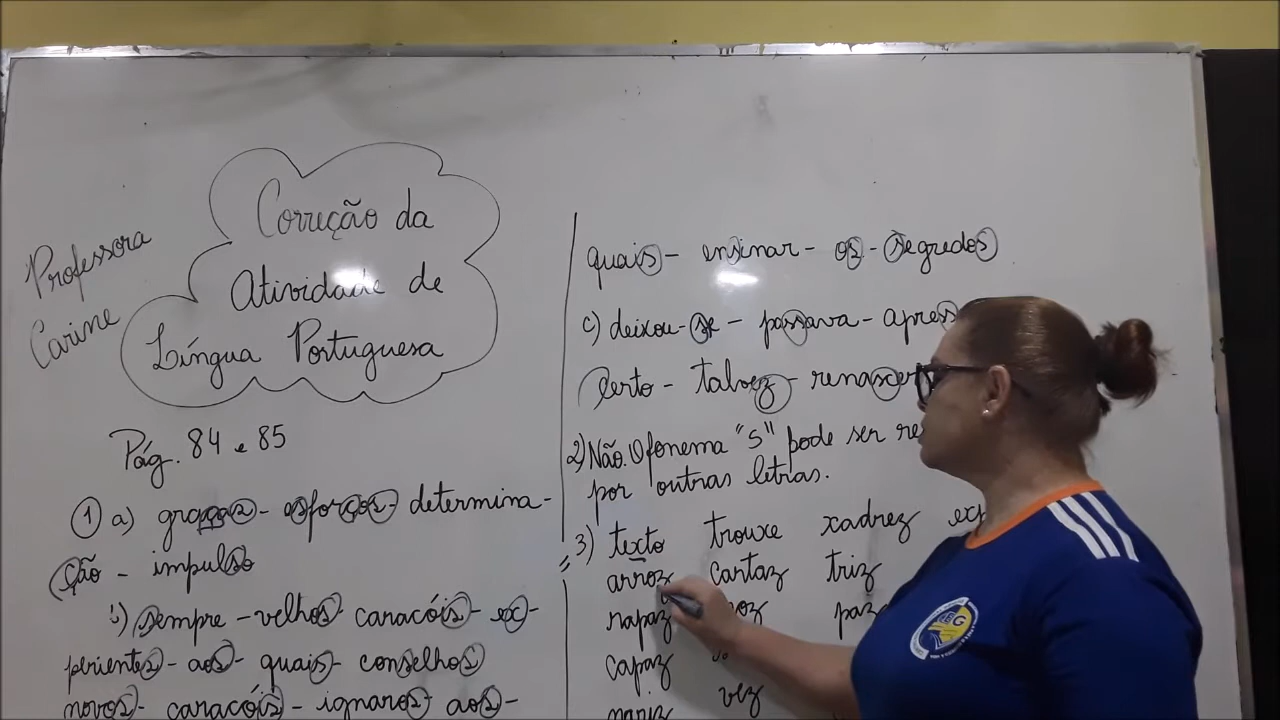 Professora
Carine
Correção da
Atividade de
Língua Portuguesa
Pág. 84 e 85
1 a) graças - esforços - determina-
ção - impulso
sempre - velhos - caracóis - ex-
perientes - aos - quais - conselhos
novos - caracóis - ignaros - aos -
quais - ensinar - os - segredos
c) deixou-se - passava - apres
certo - talvez - renascer
2) Não. O fonema "s" pode ser re
por outras letras.
3) texto trouxe xadrez
arroz cartaz triz
rapaz
capaz
nariz vez